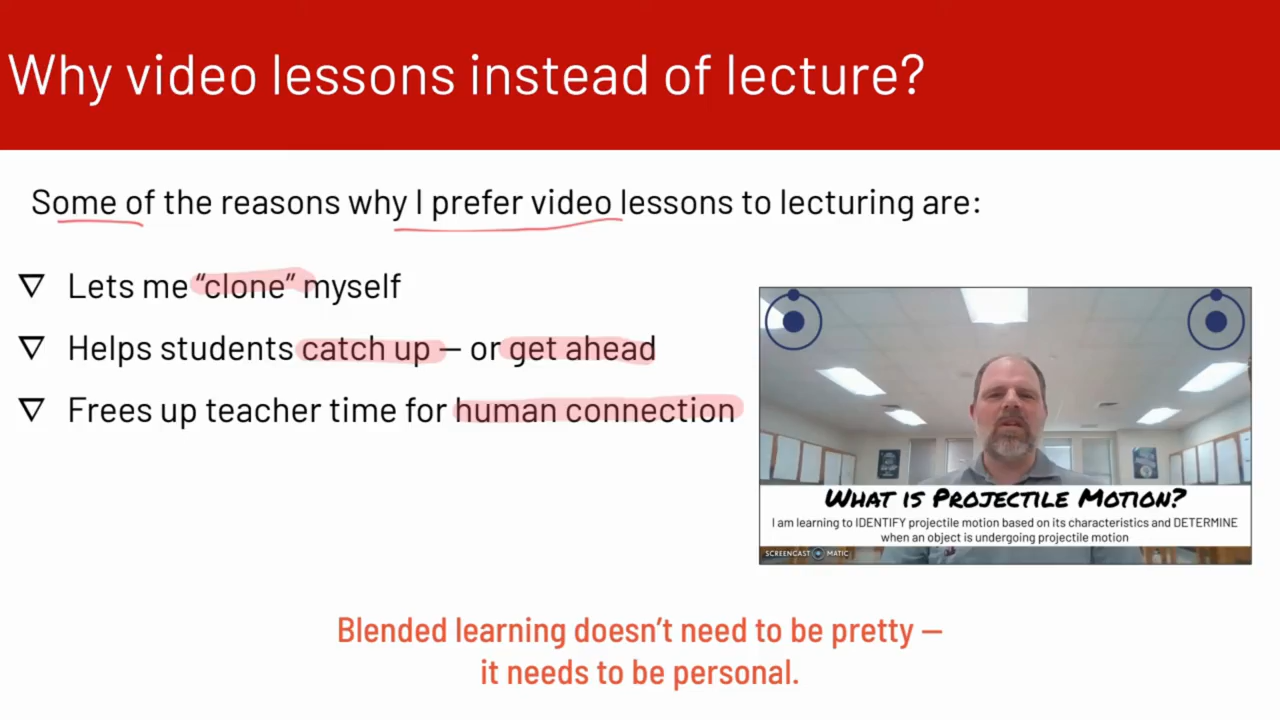 Why video lessons instead of lecture?
Some of the reasons why I prefer video lessons to lecturing are:
▽ Lets me “clone” myself
▽ Helps students catch up – or get ahead
▽ Frees up teacher time for human connection
What is Projectile Motion?
I am learning to IDENTIFY projectile motion based on its characteristics and DETERMINE
when an object is undergoing projectile motion
SCREENCAST MATIC
Blended learning doesn’t need to be pretty –
it needs to be personal.